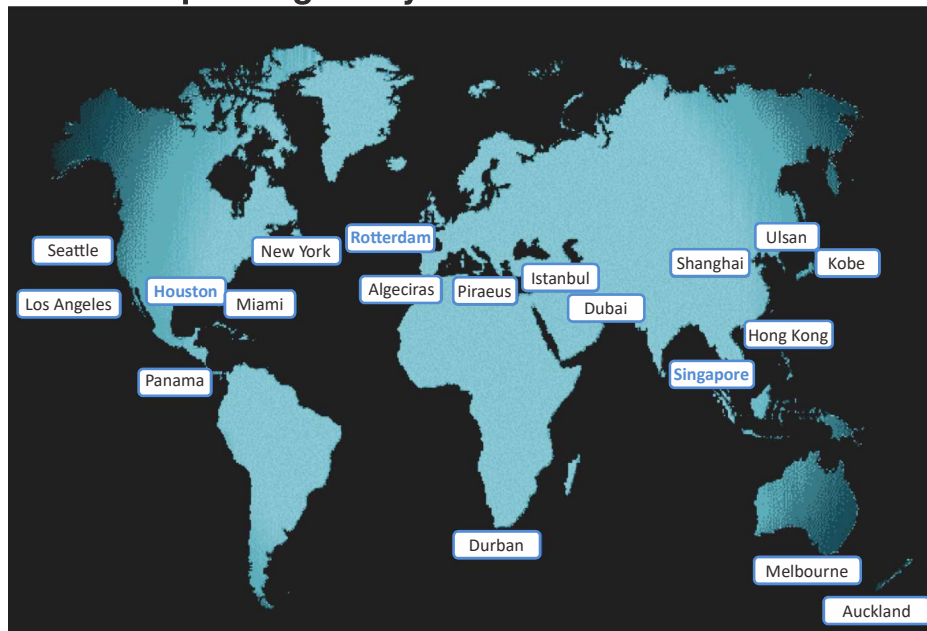 Ulsan
Rotterdam
Seattle
New York
Shanghai
Kobe
Istanbul
Houston
Algeciras
Piraeus
Los Angeles
Miami
Dubai
Hong Kong
Panama
Singapore
Durban
Melbourne
Auckland